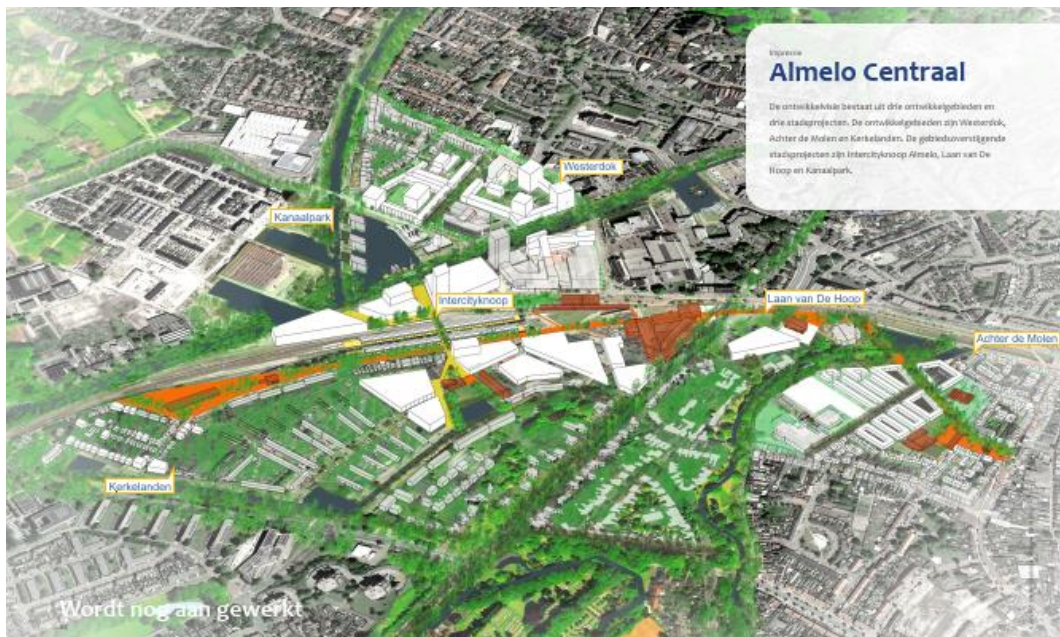 Impressie
Almelo Centraal
De ontwikkelvisie bestaat uit drie ontwikkelgebieden en
drie stadsprojecten. De ontwikkelgebieden zijn Westerdok,
Achter de Molen en Kerkelanden. De gebiedsoverstijgende
stadsprojecten zijn Intercityknoop Almelo, Laan van De
Hoop en Kanaalpark.
Westerdok
Kanaalpark
Intercityknoop
Laan van De Hoop
Achter de Molen
Kerkelanden
Wordt nog aan gewerkt